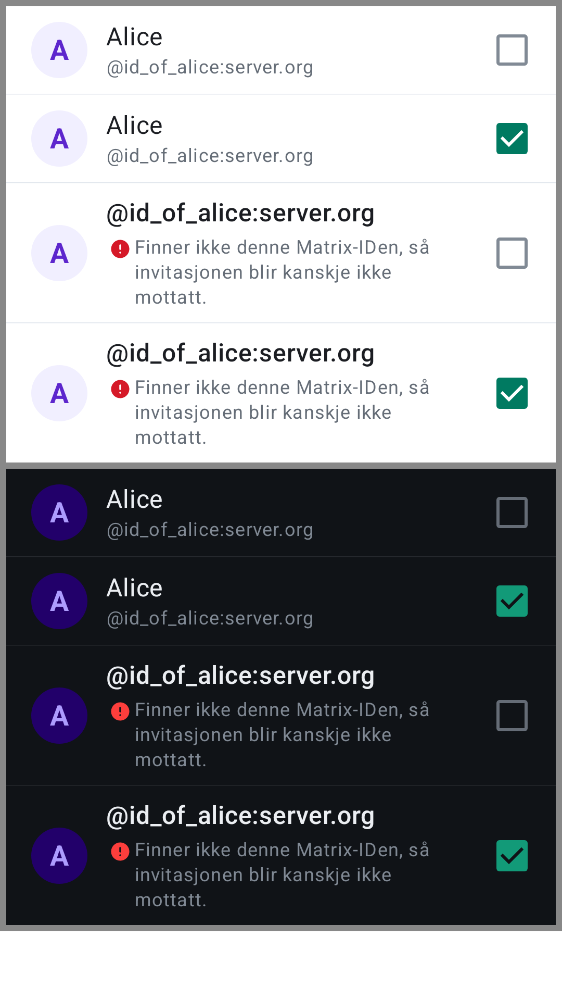 A
Alice
@id_of_alice:server.org
A
Alice
@id_of_alice:server.org
@id_of_alice:server.org
A
Finner ikke denne Matrix-IDen, så
invitasjonen blir kanskje ikke
mottatt.
@id_of_alice:server.org
A
Finner ikke denne Matrix-IDen, så
invitasjonen blir kanskje ikke
mottatt.
A
Alice
@id_of_alice:server.org
A
Alice
@id_of_alice:server.org
@id_of_alice:server.org
A
Finner ikke denne Matrix-IDen, så
invitasjonen blir kanskje ikke
mottatt.
@id_of_alice:server.org
A
Finner ikke denne Matrix-IDen, så
invitasjonen blir kanskje ikke
mottatt.